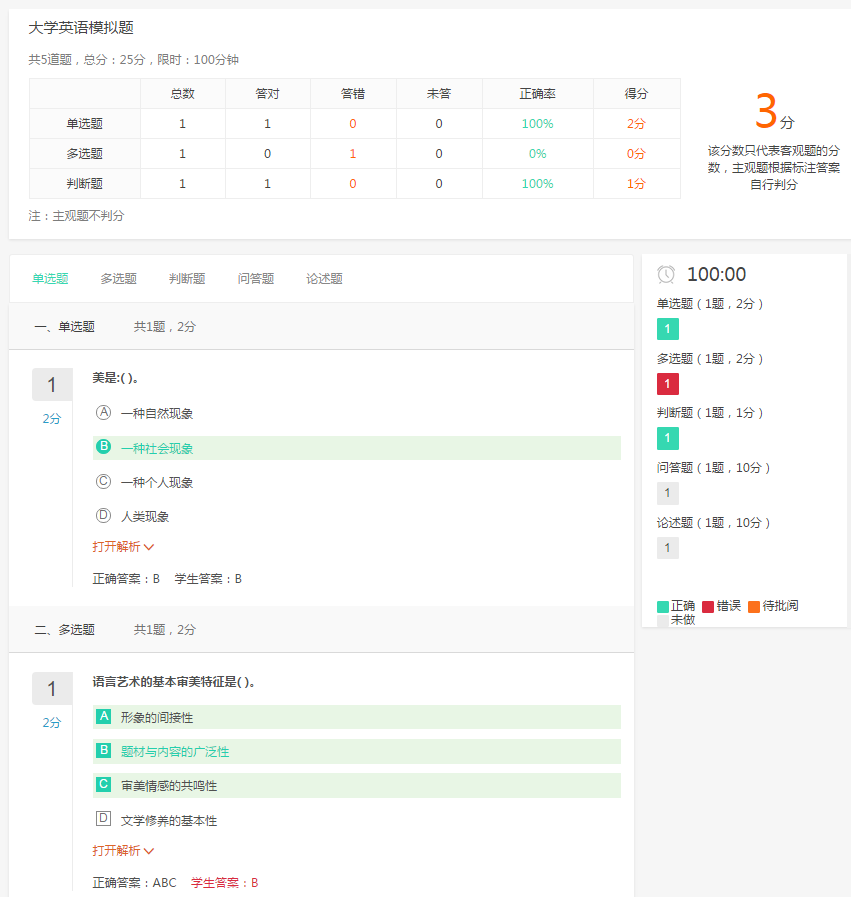 大学英语模拟题
共5道题，总分：25分，限时：100分钟
总数 答对 答错 未答 正确率 得分
单选题 1 1 0 0 100% 2分
多选题 1 0 1 0 0% 0分
判断题 1 1 0 0 100% 1分
注：主观题不判分
3分
该分数只代表客观题的分
数，主观题根据标注答案
自行判分
单选题 多选题 判断题 问答题 论述题
一、单选题 共1题，2分
1
2分
美是:( )。
A 一种自然现象
B 一种社会现象
C 一种个人现象
D 人类现象
打开解析
正确答案：B 学生答案：B
二、多选题 共1题，2分
1
2分
语言艺术的基本审美特征是( )。
A 形象的间接性
B 题材与内容的广泛性
C 审美情感的共鸣性
D 文学修养的基本性
打开解析
正确答案：ABC 学生答案：B
100:00
单选题（1题，2分）
1
多选题（1题，2分）
1
判断题（1题，1分）
1
问答题（1题，10分）
1
论述题（1题，10分）
1
正确 错误 待批阅
未做